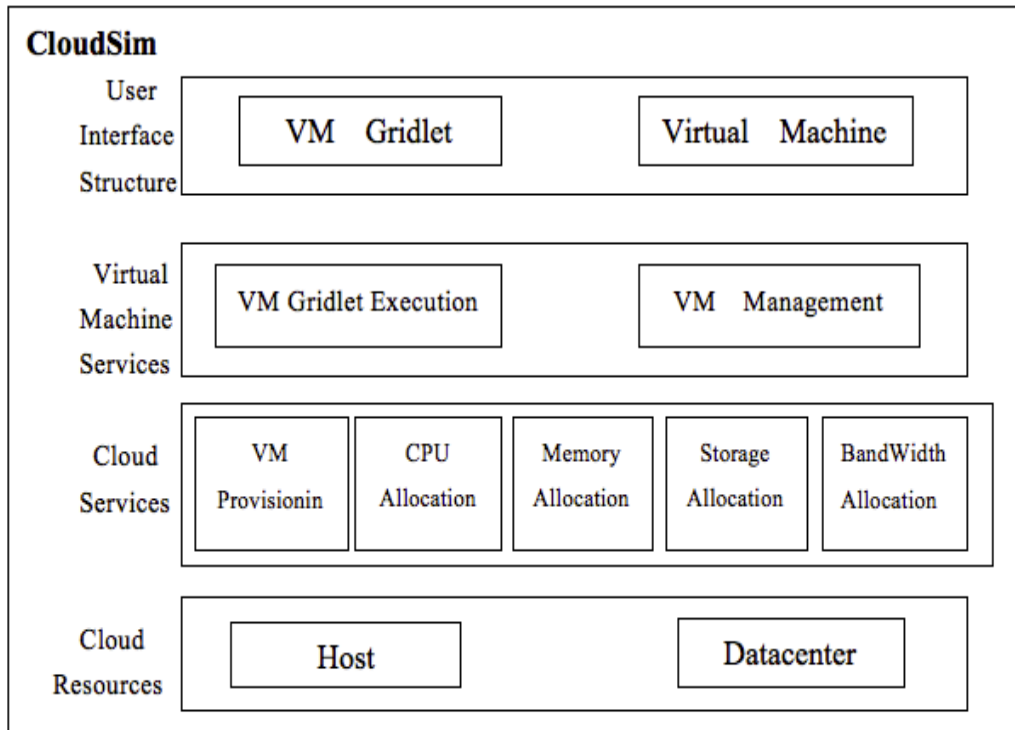 CloudSim
User
Interface
Structure
VM Gridlet
Virtual Machine
Virtual
Machine
Services
VM Gridlet Execution
VM Management
Cloud
Services
VM
Provisionin
CPU
Allocation
Memory
Allocation
Storage
Allocation
BandWidth
Allocation
Cloud
Resources
Host
Datacenter